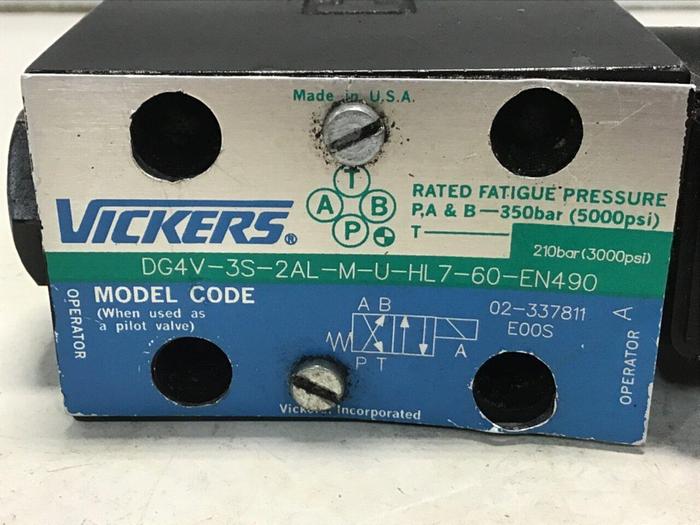 Made in U.S.A.
T
A B
P
VICKERS®
RATED FATIGUE PRESSURE
P,A & B—350bar (5000psi)
T—
210bar (3000psi)
DG4V-3S-2AL-M-U-HL7-60-EN490
OPERATOR
MODEL CODE
(When used as
a pilot valve)
A B
P T
A
02-337811
E00S
OPERATOR A
Vickers, Incorporated